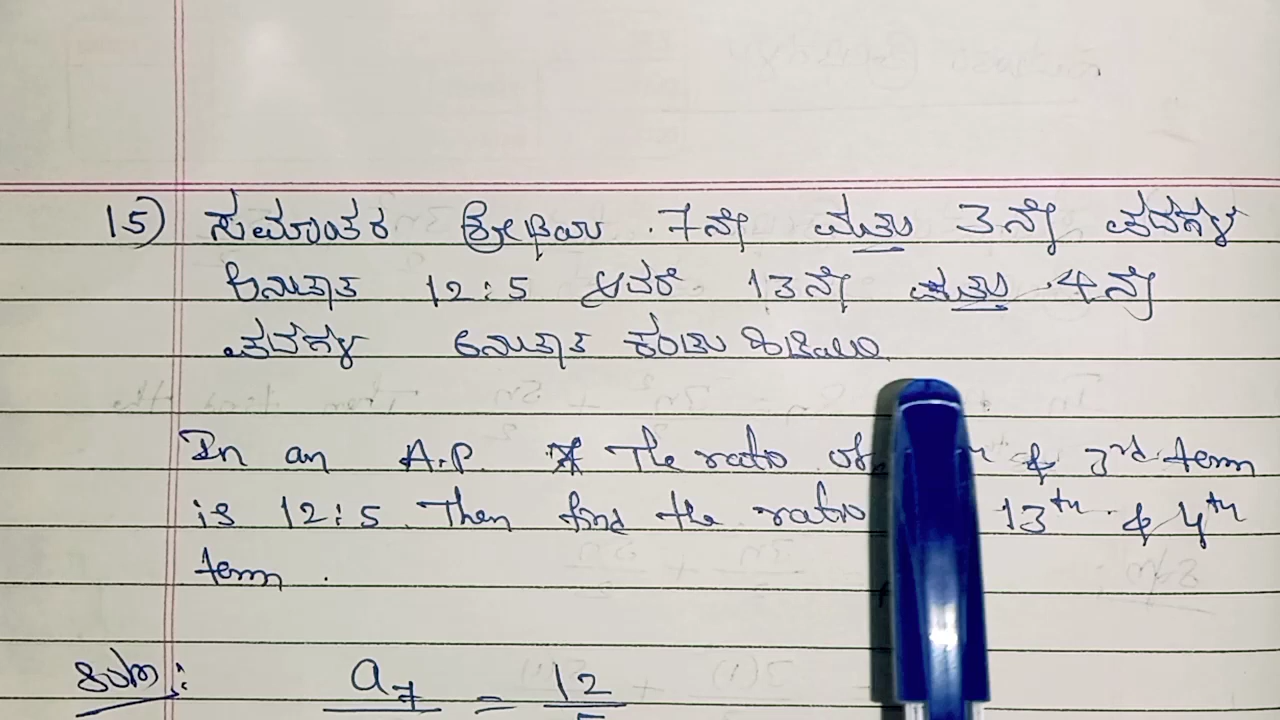 15) ಸಮಾಂತರ ಶ್ರೇಢಿಯ 7ನೇ ಮತ್ತು 3ನೇ ಪದಗಳ
ಅನುಪಾತ 12:5 ಆದರೆ 13ನೇ ಮತ್ತು 4ನೇ
ಪದಗಳ ಅನುಪಾತ ಕಂಡು ಹಿಡಿಯಿರಿ
In an A.P. The ratio of & 3rd term
is 12:5. Then find the ratio 13th & 4th
term.
Soln: a7 = 12